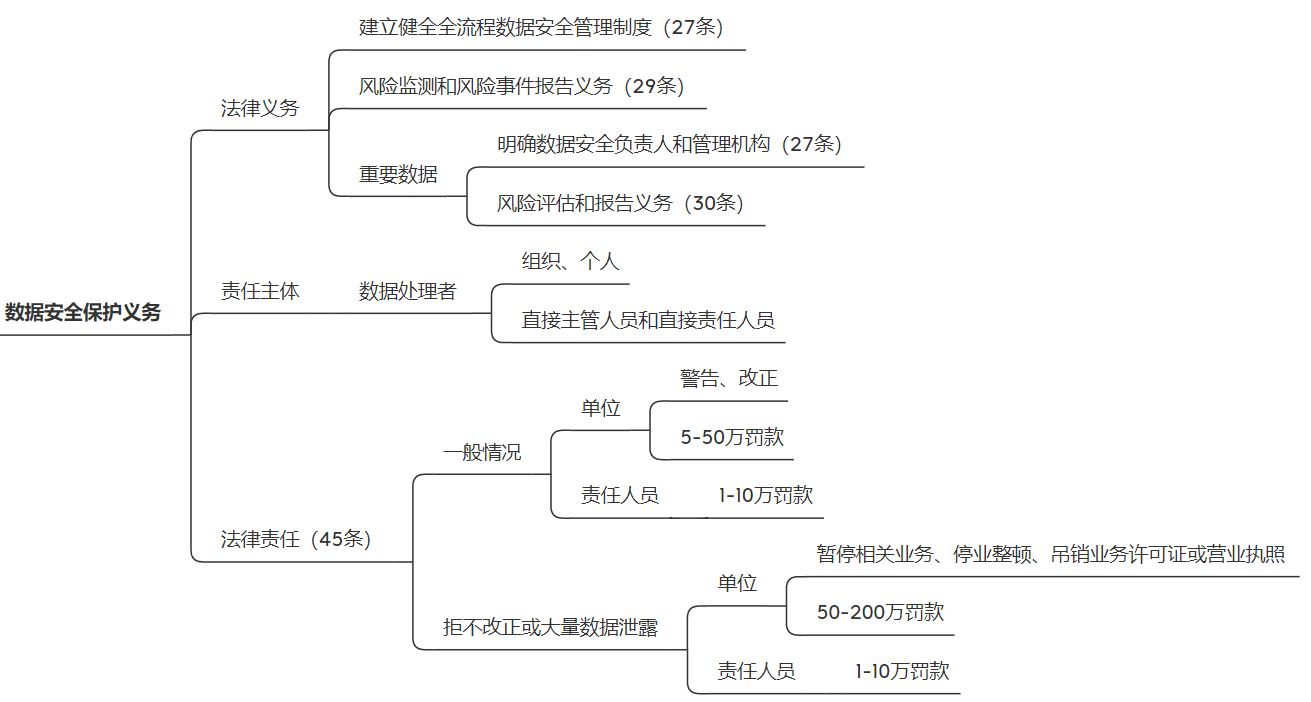 建立健全全流程数据安全管理制度（27条）
风险监测和风险事件报告义务（29条）
法律义务
明确数据安全负责人和管理机构（27条）
重要数据
风险评估和报告义务（30条）
组织、个人
责任主体
数据处理者
数据安全保护义务
直接主管人员和直接责任人员
警告、改正
单位
5-50万罚款
一般情况
责任人员
1-10万罚款
法律责任（45条）
暂停相关业务、停业整顿、吊销业务许可证或营业执照
单位
50-200万罚款
拒不改正或大量数据泄露
责任人员
1-10万罚款